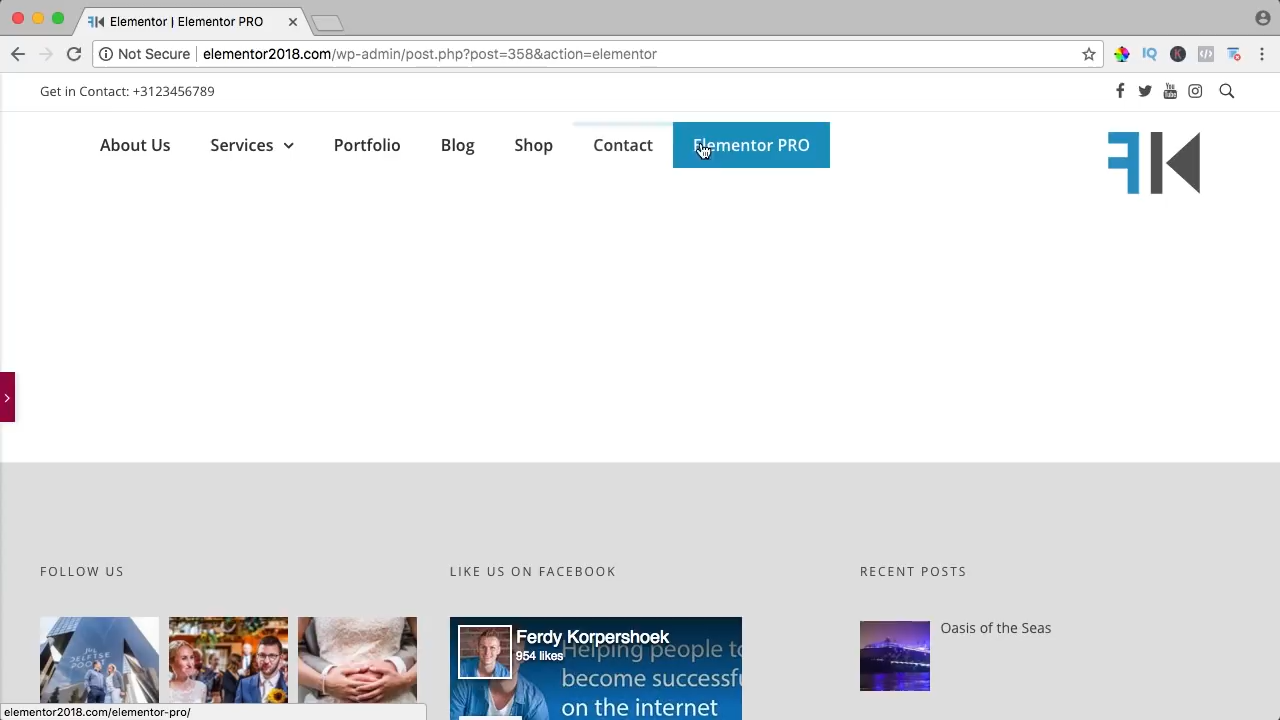 Elementor | Elementor PRO
Not Secure elementor2018.com/wp-admin/post.php?post=358&action=elementor
Get in Contact: +3123456789
About Us Services Portfolio Blog Shop Contact Elementor PRO
FOLLOW US
LIKE US ON FACEBOOK
RECENT POSTS
Ferdy Korpershoek
954 likes
Helping people to
become successfu
on the internet
Oasis of the Seas
elementor2018.com/elementor-pro/